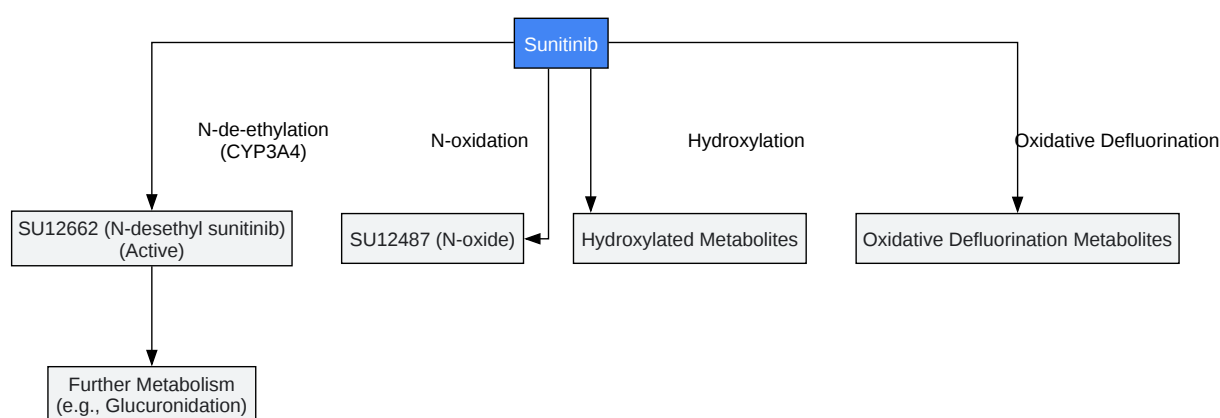 Sunitinib
N-de-ethylation
(CYP3A4)
N-oxidation
Hydroxylation
Oxidative Defluorination
SU12662 (N-desethyl sunitinib)
(Active)
SU12487 (N-oxide)
Hydroxylated Metabolites
Oxidative Defluorination Metabolites
Further Metabolism
(e.g., Glucuronidation)